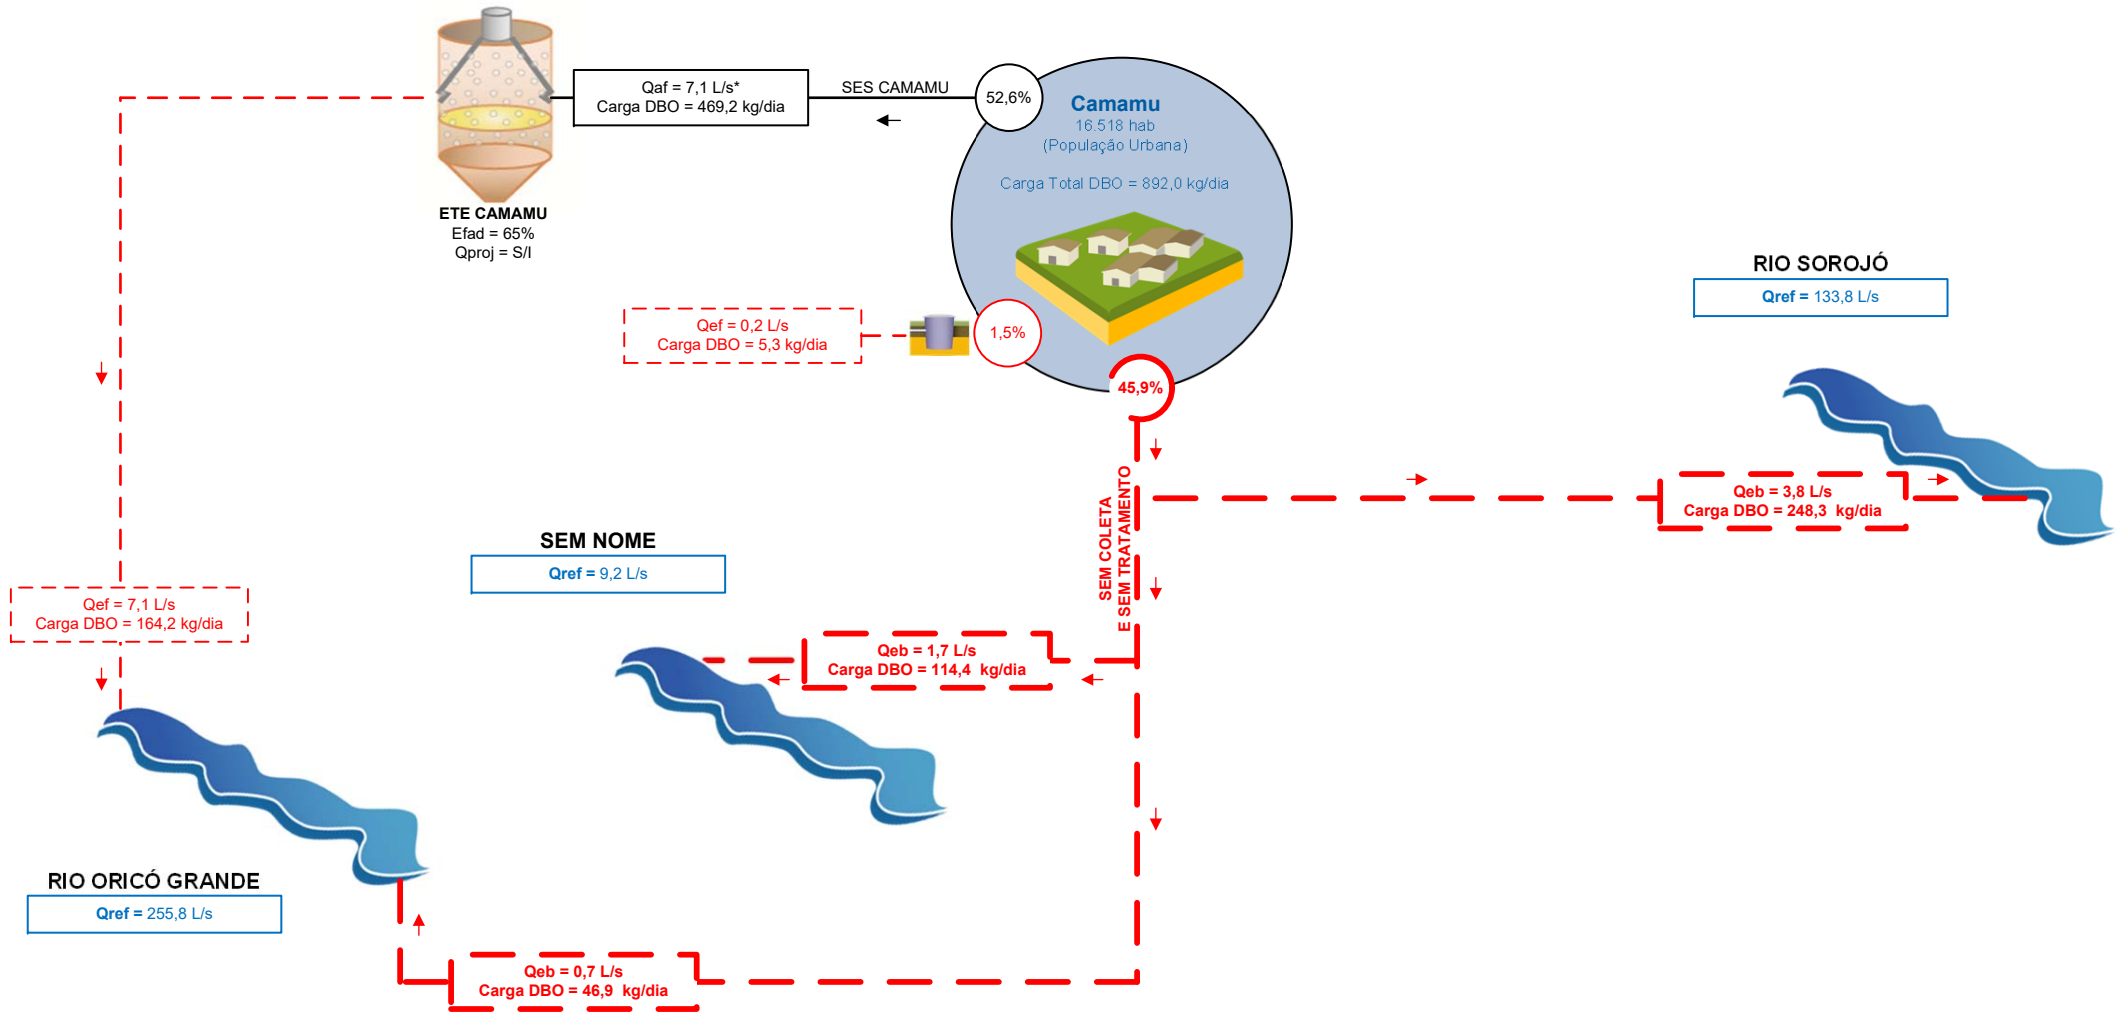 Qaf = 7,1 L/s*
Carga DBO = 469,2 kg/dia
SES CAMAMU
52,6%
Camamu
16.518 hab
(População Urbana)
Carga Total DBO = 892,0 kg/dia
ETE CAMAMU
Efad = 65%
Qproj = S/I
RIO SOROJÓ
Qref = 133,8 L/s
Qef = 0,2 L/s
Carga DBO = 5,3 kg/dia
1,5%
45,9%
SEM COLETA
E SEM TRATAMENTO
Qeb = 3,8 L/s
Carga DBO = 248,3 kg/dia
SEM NOME
Qref = 9,2 L/s
Qef = 7,1 L/s
Carga DBO = 164,2 kg/dia
Qeb = 1,7 L/s
Carga DBO = 114,4 kg/dia
RIO ORICÓ GRANDE
Qref = 255,8 L/s
Qeb = 0,7 L/s
Carga DBO = 46,9 kg/dia